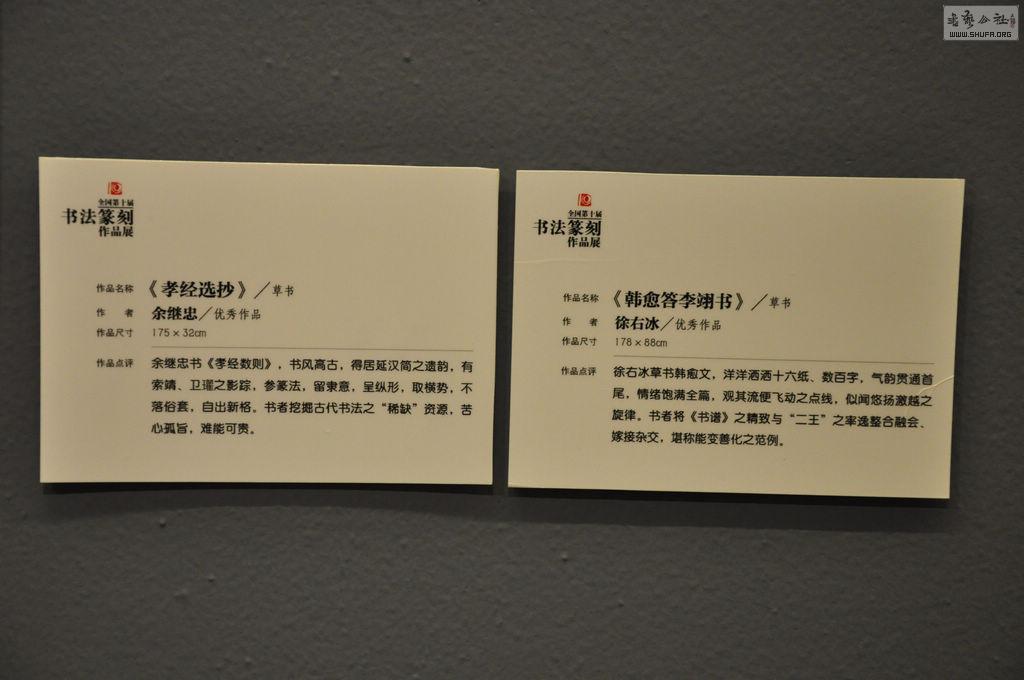 WWW.SHUFA.ORG
全国第十届
书法篆刻
作品展
作品名称 《孝经选抄》／草书
作 者 余继忠／优秀作品
作品尺寸 175×32cm
作品点评 余继忠书《孝经数则》，书风高古，得居延汉简之遗韵，有
索靖、卫瓘之影踪，参篆法，留隶意，呈纵形，取横势，不
落俗套，自出新格。书者挖掘古代书法之“稀缺”资源，苦
心孤旨，难能可贵。
全国第十届
书法篆刻
作品展
作品名称 《韩愈答李翊书》／草书
作 者 徐右冰／优秀作品
作品尺寸 178×88cm
作品点评 徐右冰草书韩愈文，洋洋洒洒十六纸、数百字，气韵贯通首
尾，情绪饱满全篇，观其流便飞动之点线，似闻悠扬激越之
旋律。书者将《书谱》之精致与“二王”之率逸整合融会、
嫁接杂交，堪称能变善化之范例。